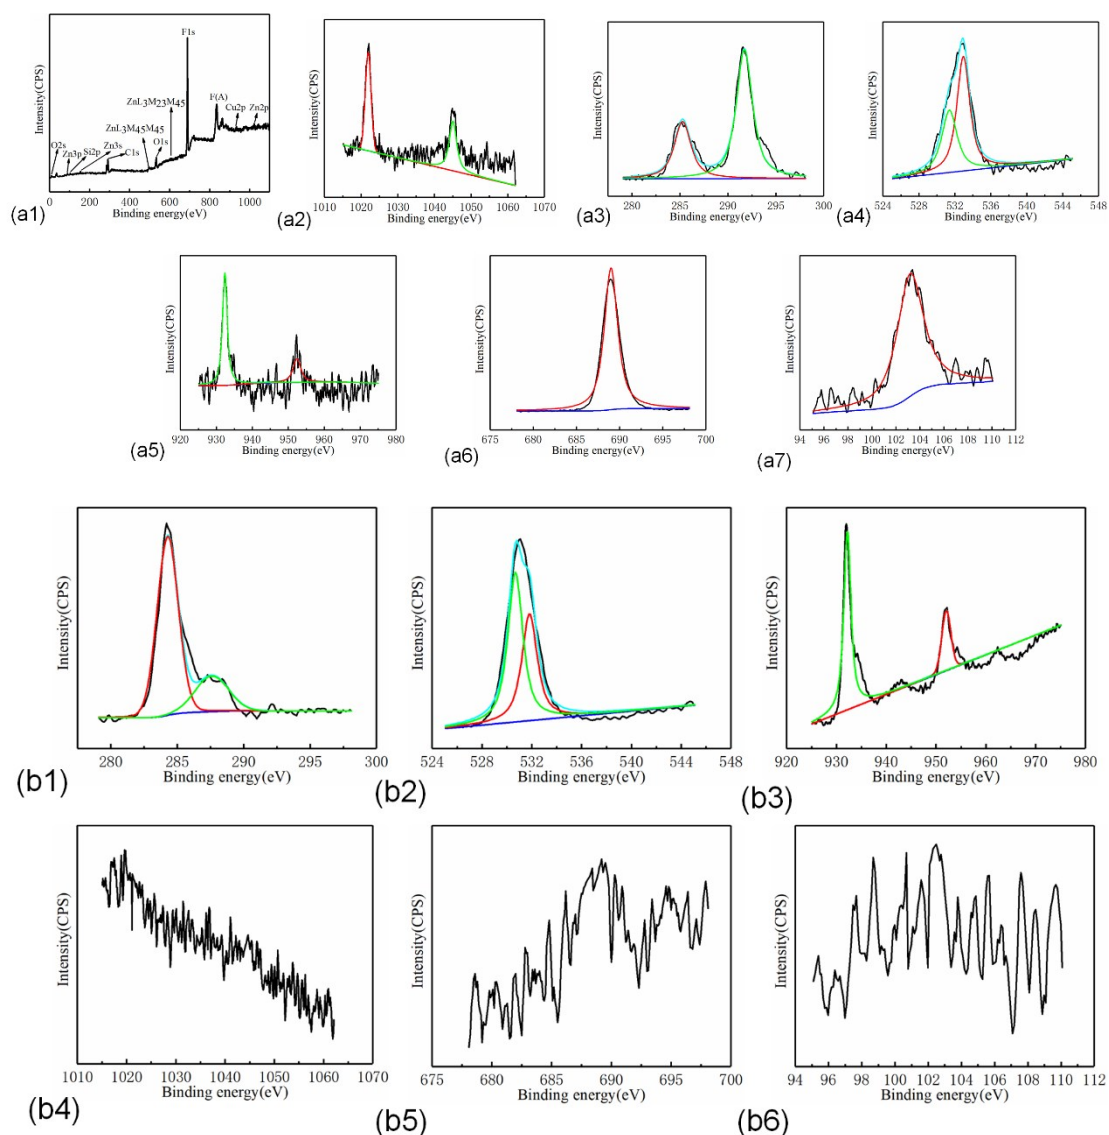 Intensity(CPS)
F1s
ZnL3M23M45
F(A)
Cu2p
Zn2p
ZnL3M45M45
O2s
Zn3p
Si2p
Zn3s
C1s
O1s
0 200 400 600 800 1000
Binding energy(eV)
(a1)
Intensity(CPS)
1010 1020 1030 1040 1050 1060 1070
Binding energy(eV)
(a2)
Intensity(CPS)
280 285 290 295 300
Binding energy(eV)
(a3)
Intensity(CPS)
524 528 532 536 540 544 548
Binding energy(eV)
(a4)
Intensity(CPS)
920 930 940 950 960 970 980
Binding energy(eV)
(a5)
Intensity(CPS)
675 680 685 690 695 700
Binding energy(eV)
(a6)
Intensity(CPS)
94 96 98 100 102 104 106 108 110 112
Binding energy(eV)
(a7)
Intensity(CPS)
280 285 290 295 300
Binding energy(eV)
(b1)
Intensity(CPS)
524 528 532 536 540 544 548
Binding energy(eV)
(b2)
Intensity(CPS)
920 930 940 950 960 970 980
Binding energy(eV)
(b3)
Intensity(CPS)
1010 1020 1030 1040 1050 1060 1070
Binding energy(eV)
(b4)
Intensity(CPS)
675 680 685 690 695 700
Binding energy(eV)
(b5)
Intensity(CPS)
94 96 98 100 102 104 106 108 110 112
Binding energy(eV)
(b6)